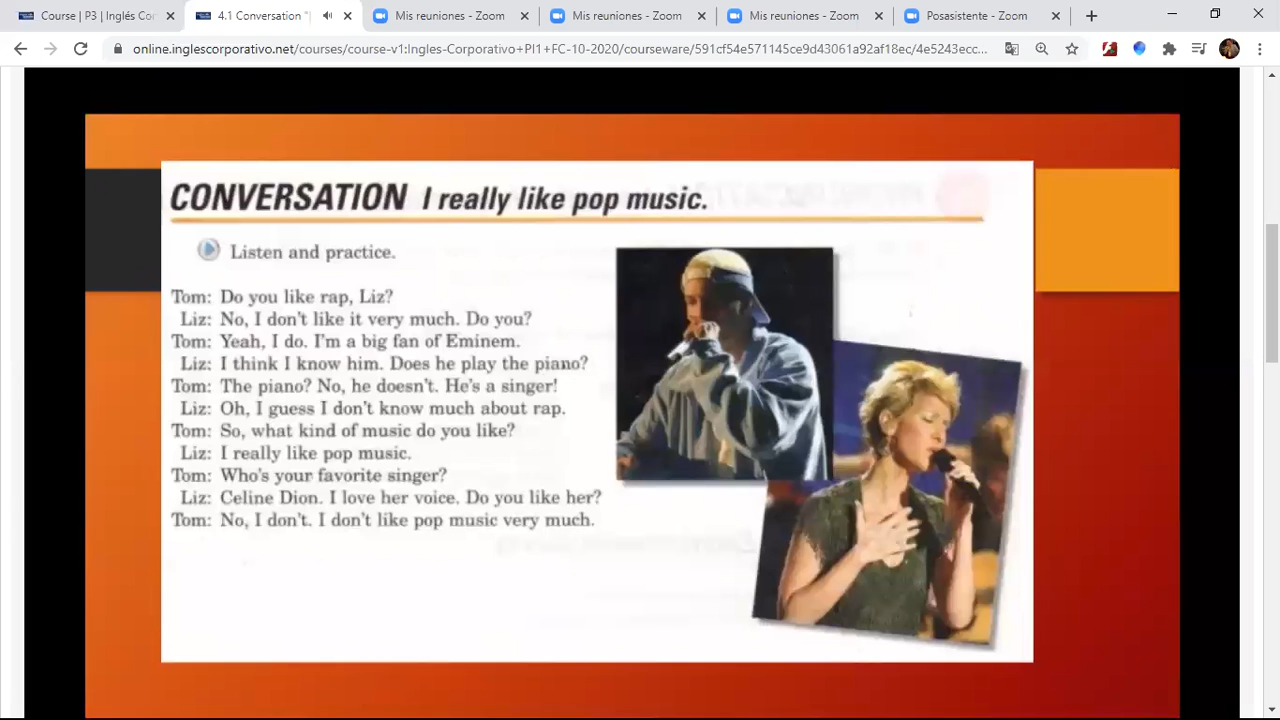 Course | P3 | Inglés Cor
4.1 Conversation "I
Mis reuniones - Zoom
Mis reuniones - Zoom
Mis reuniones - Zoom
Posasistente - Zoom
online.inglescorporativo.net/courses/course-v1:Ingles-Corporativo+PI1+FC-10-2020/courseware/591cf54e571145ce9d43061a92af18ec/4e5243ecc...
CONVERSATION I really like pop music.
Listen and practice.
Tom: Do you like rap, Liz?
Liz: No, I don't like it very much. Do you?
Tom: Yeah, I do. I'm a big fan of Eminem.
Liz: I think I know him. Does he play the piano?
Tom: The piano? No, he doesn't. He's a singer!
Liz: Oh, I guess I don't know much about rap.
Tom: So, what kind of music do you like?
Liz: I really like pop music.
Tom: Who's your favorite singer?
Liz: Celine Dion. I love her voice. Do you like her?
Tom: No, I don't. I don't like pop music very much.